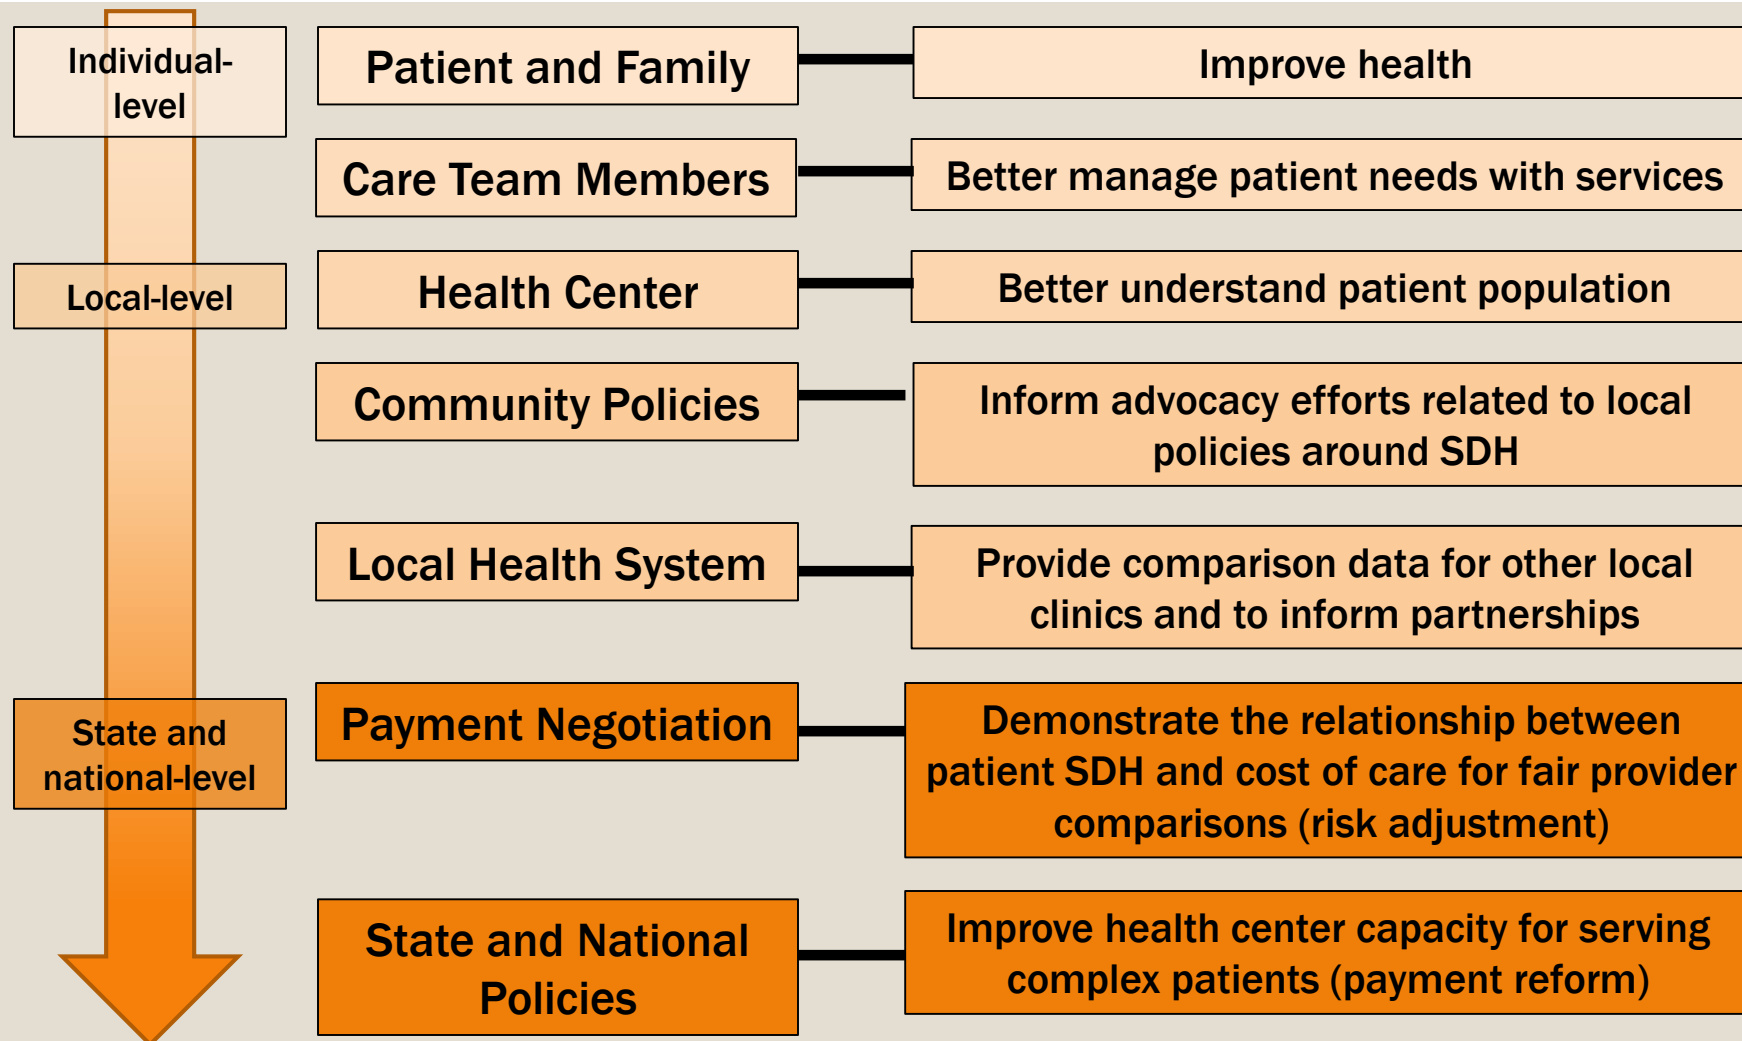 Individual-
level
Patient and Family
Improve health
Care Team Members
Better manage patient needs with services
Local-level
Health Center
Better understand patient population
Community Policies
Inform advocacy efforts related to local
policies around SDH
Local Health System
Provide comparison data for other local
clinics and to inform partnerships
State and
national-level
Payment Negotiation
Demonstrate the relationship between
patient SDH and cost of care for fair provider
comparisons (risk adjustment)
State and National
Policies
Improve health center capacity for serving
complex patients (payment reform)